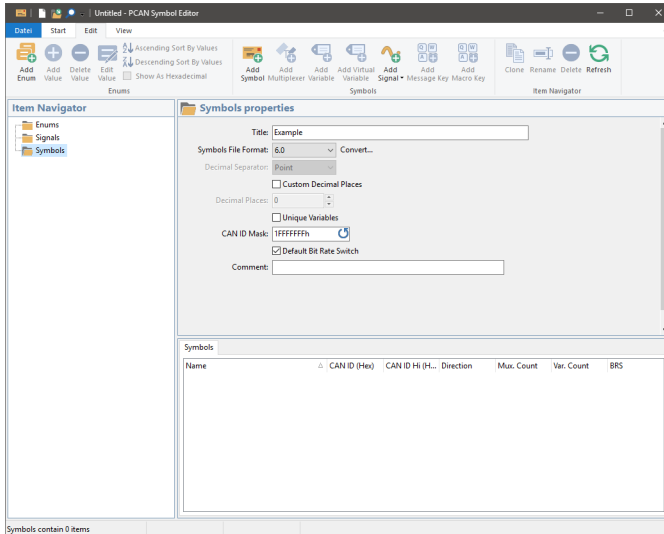 Untitled - PCAN Symbol Editor
Datei Start Edit View
Add Enum
Add Value
Delete Value
Edit Value
Ascending Sort By Values
Descending Sort By Values
Show As Hexadecimal
Enums
Add Symbol
Add Multiplexer
Add Variable
Add Virtual Variable
Add Signal
Add Message Key
Add Macro Key
Symbols
Clone
Rename
Delete
Refresh
Item Navigator
Item Navigator
Enums
Signals
Symbols
Symbols properties
Title: Example
Symbols File Format: 6.0 Convert...
Decimal Separator: Point
Custom Decimal Places
Decimal Places: 0
Unique Variables
CAN ID Mask: 1FFFFFFFh
Default Bit Rate Switch
Comment:
Symbols
Name CAN ID (Hex) CAN ID Hi (H... Direction Mux. Count Var. Count BRS
Symbols contain 0 items